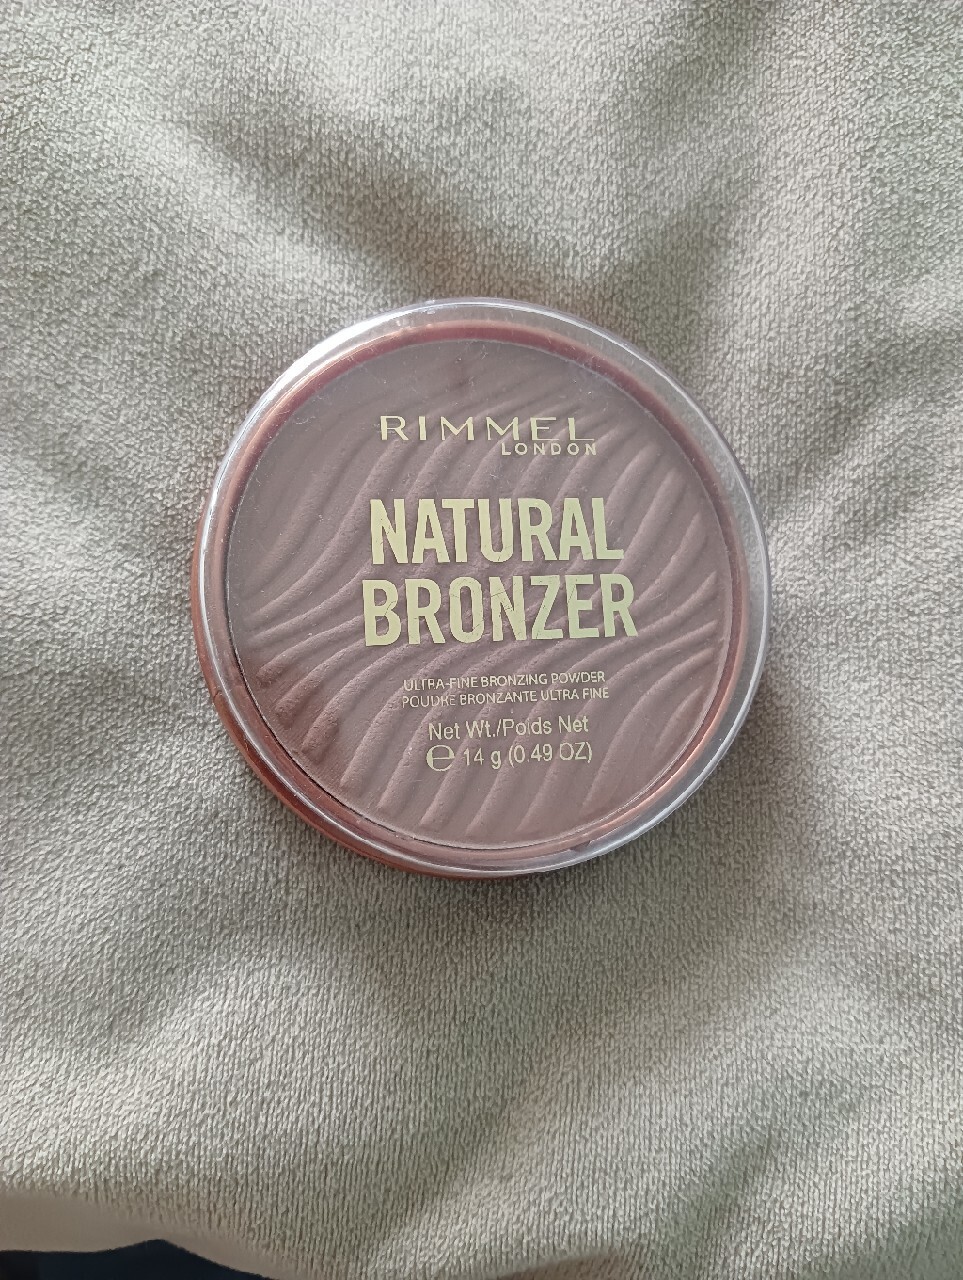 RIMMEL
LONDON
NATURAL
BRONZER
ULTRA-FINE BRONZING POWDER
POUDRE BRONZANTE ULTRA FINE
Net Wt./Poids Net
℮ 14 g (0.49 OZ)